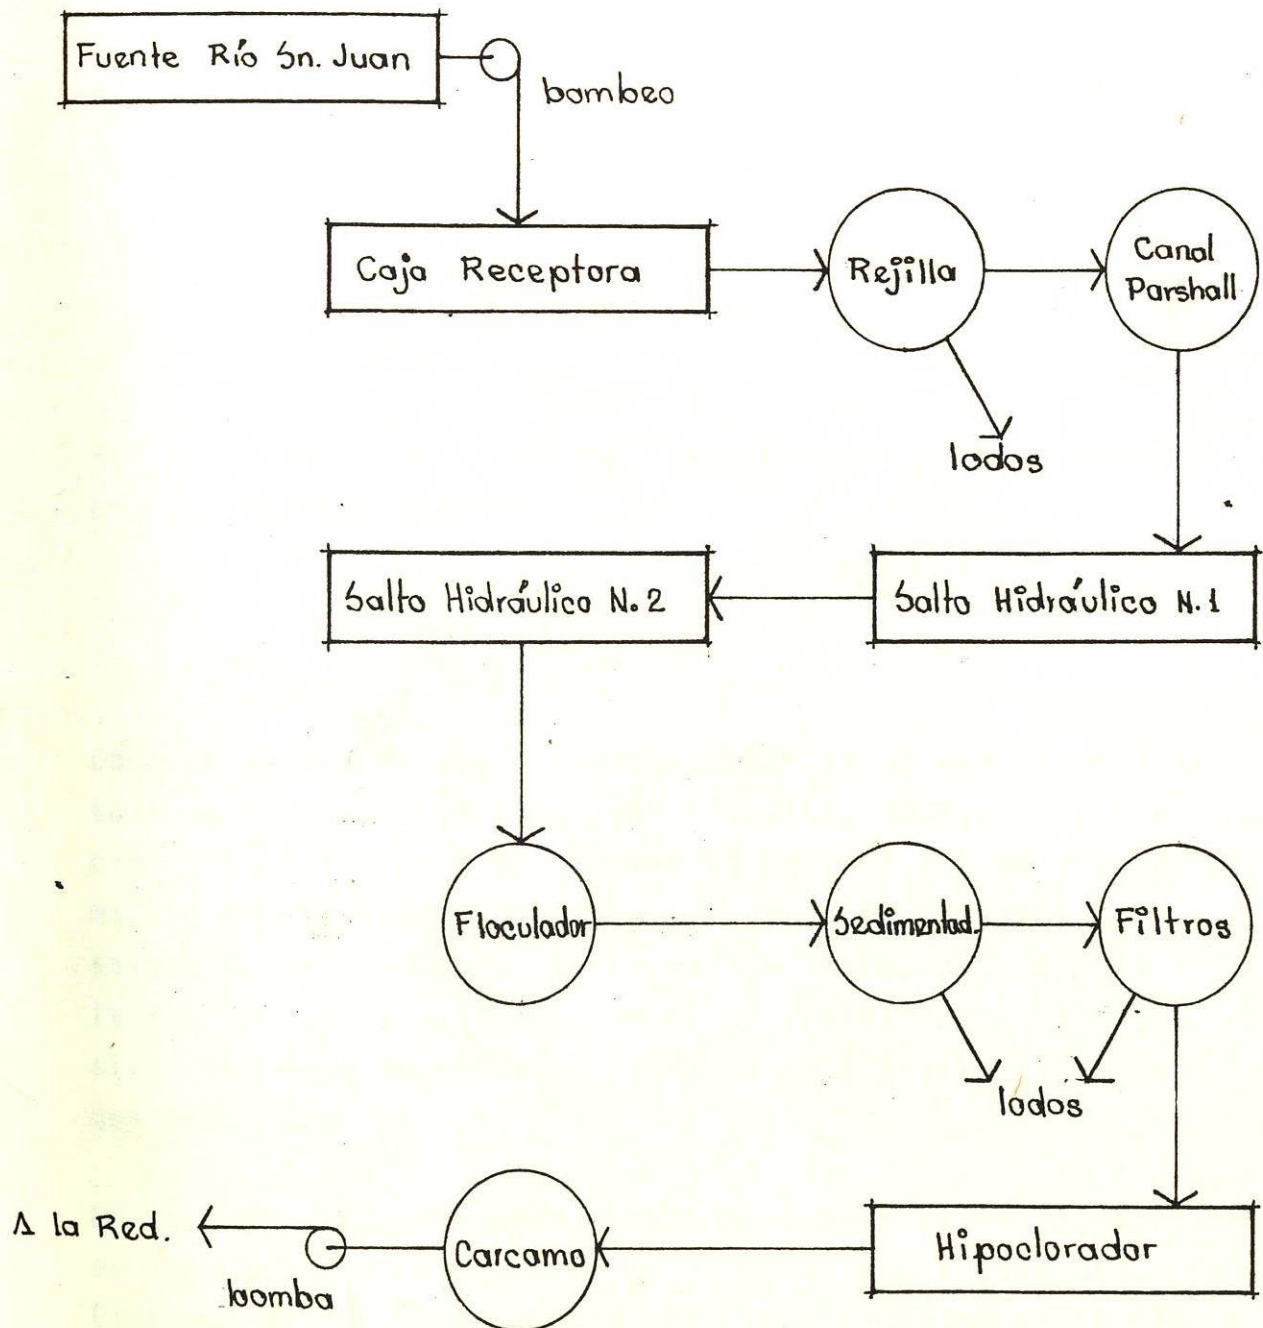 Fuente Río Sn. Juan
bombeo
Caja Receptora
Rejilla
Canal
Parshall
lodos
Salto Hidráulico N.2
Salto Hidráulico N.1
Floculador
Sedimentad.
Filtros
lodos
A la Red.
bomba
Carcamo
Hipoclorador